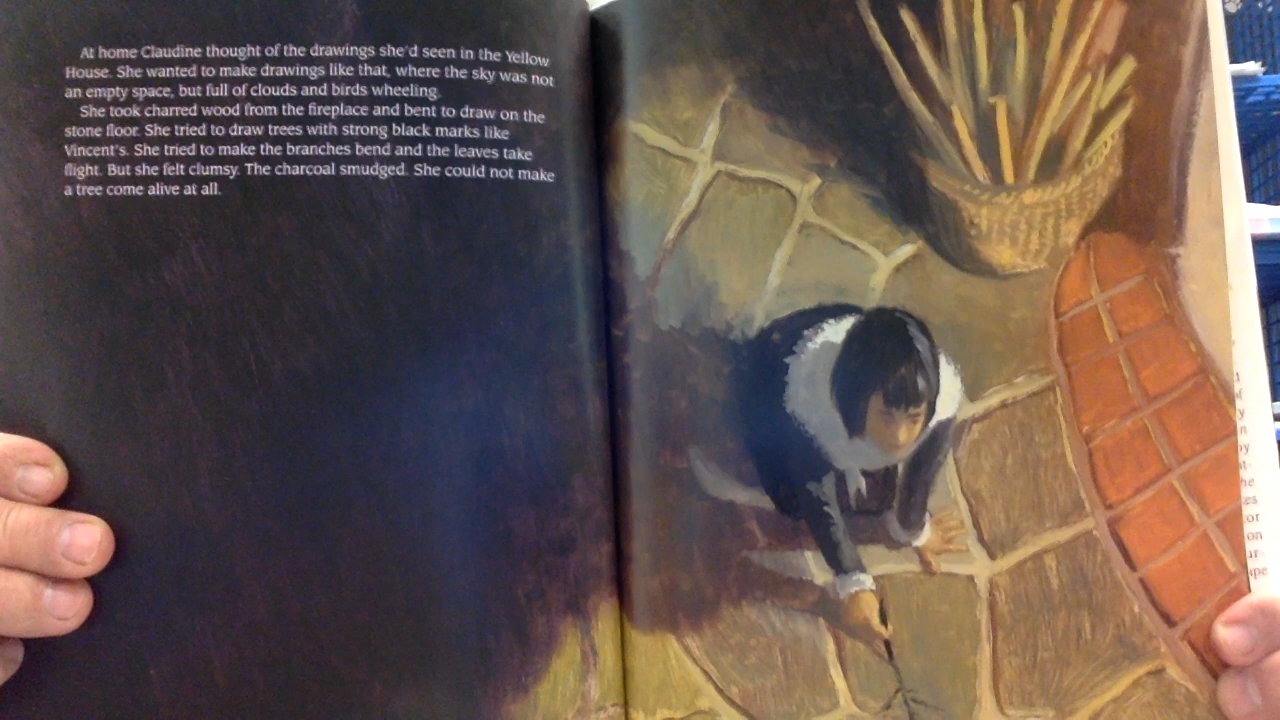 At home Claudine thought of the drawings she'd seen in the Yellow
House. She wanted to make drawings like that, where the sky was not
an empty space, but full of clouds and birds wheeling.
She took charred wood from the fireplace and bent to draw on the
stone floor. She tried to draw trees with strong black marks like
Vincent's. She tried to make the branches bend and the leaves take
flight. But she felt clumsy. The charcoal smudged. She could not make
a tree come alive at all.